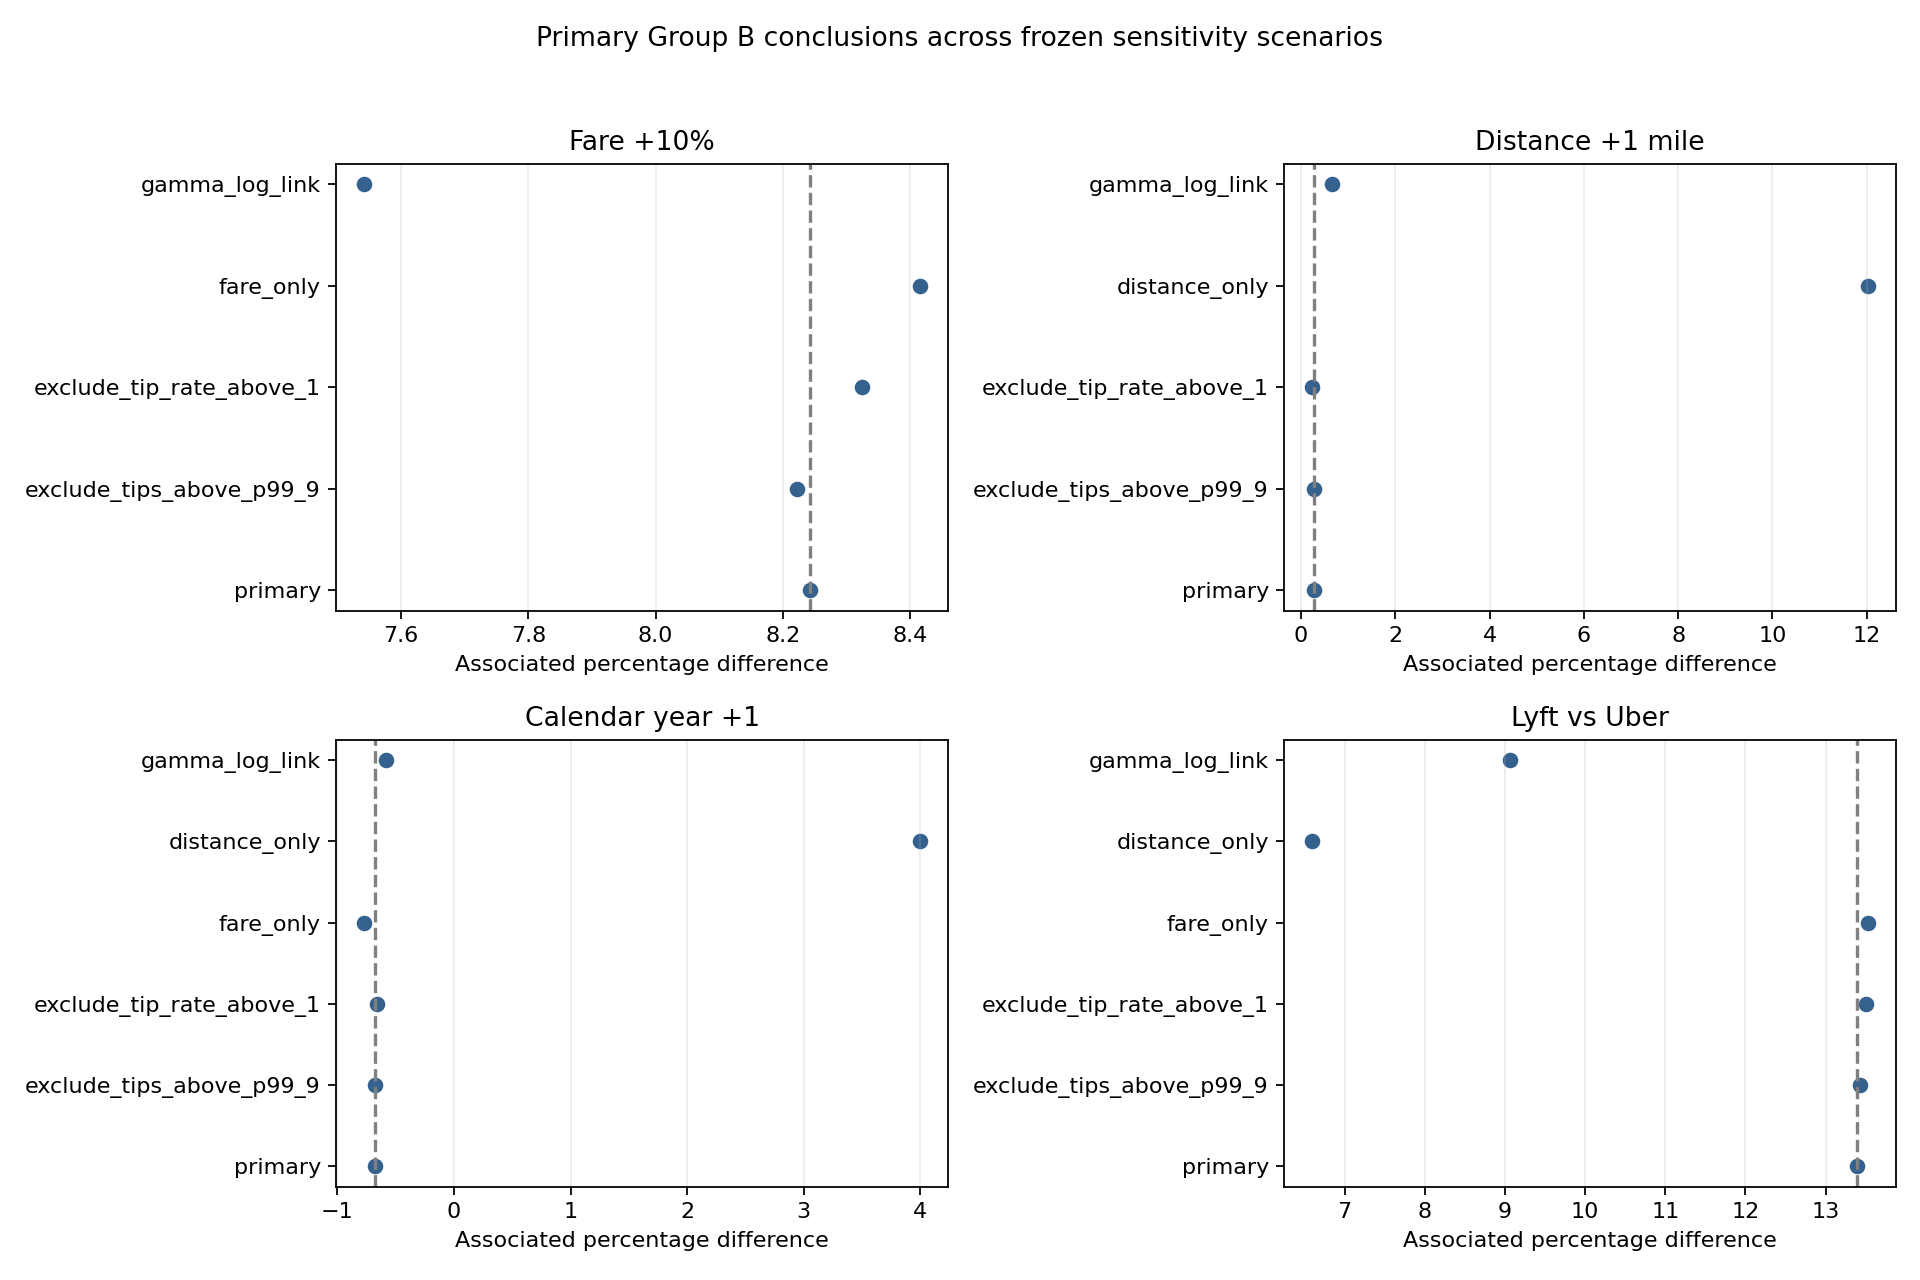 Primary Group B conclusions across frozen sensitivity scenarios
Fare +10%
gamma_log_link
fare_only
exclude_tip_rate_above_1
exclude_tips_above_p99_9
primary
7.6 7.8 8.0 8.2 8.4
Associated percentage difference
Distance +1 mile
gamma_log_link
distance_only
exclude_tip_rate_above_1
exclude_tips_above_p99_9
primary
0 2 4 6 8 10 12
Associated percentage difference
Calendar year +1
gamma_log_link
distance_only
fare_only
exclude_tip_rate_above_1
exclude_tips_above_p99_9
primary
−1 0 1 2 3 4
Associated percentage difference
Lyft vs Uber
gamma_log_link
distance_only
fare_only
exclude_tip_rate_above_1
exclude_tips_above_p99_9
primary
7 8 9 10 11 12 13
Associated percentage difference